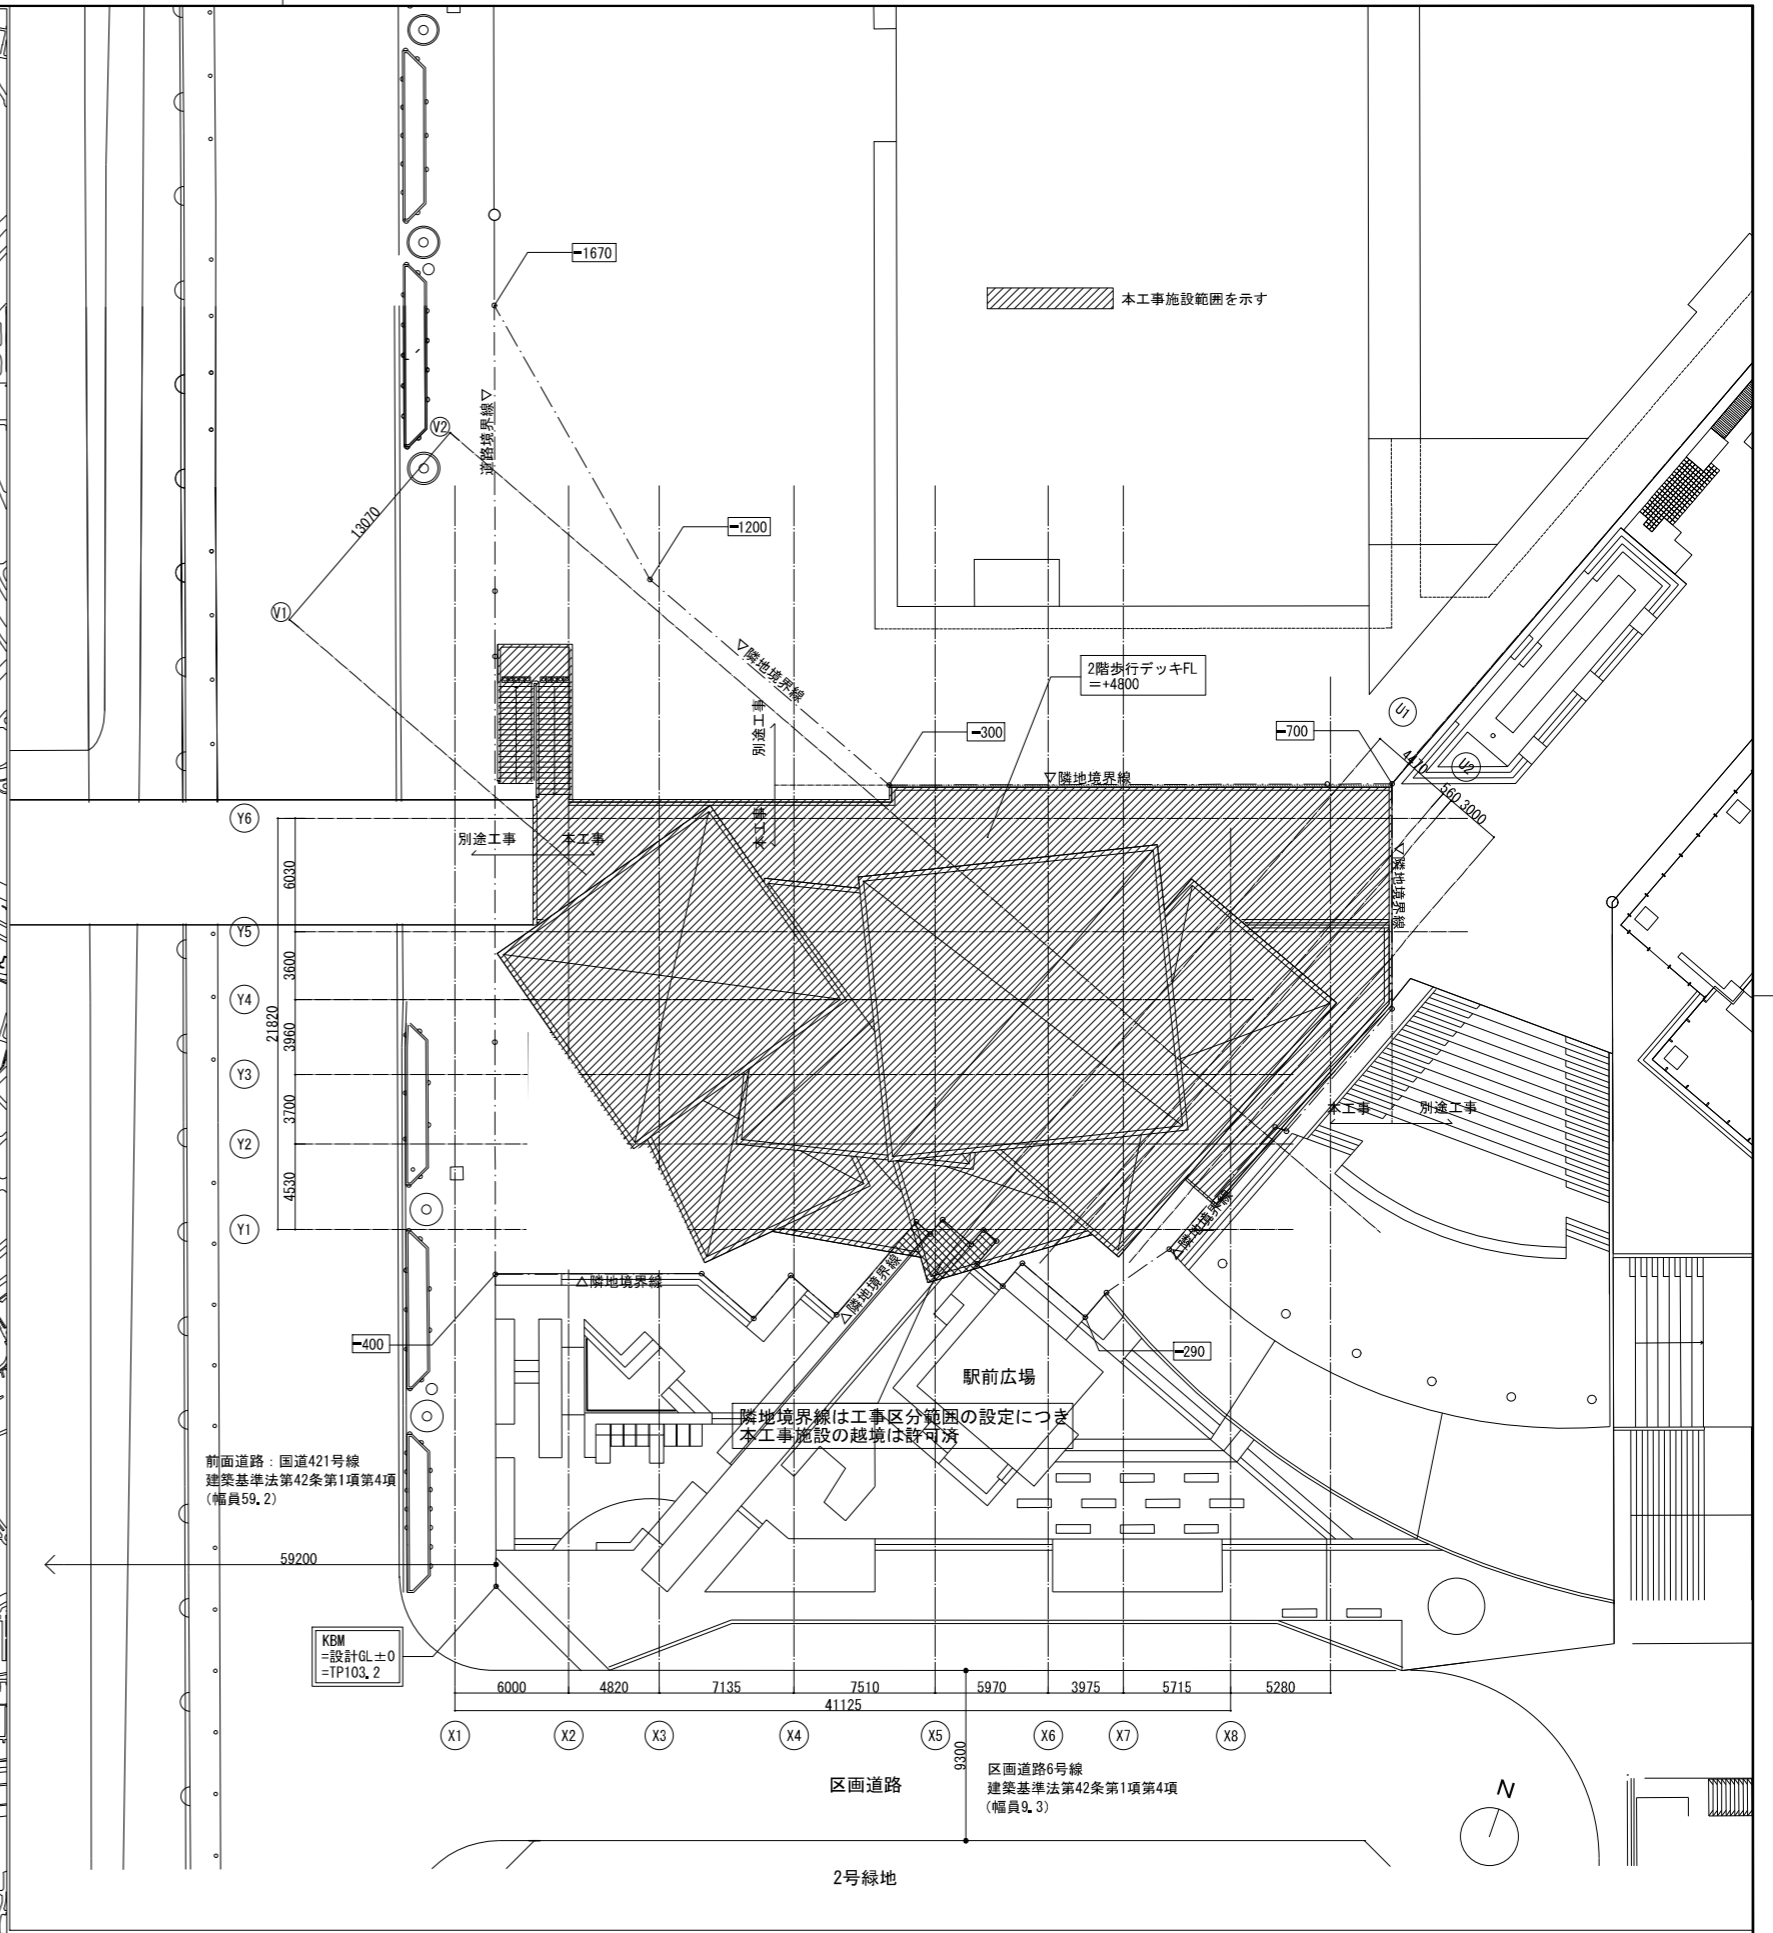 -1670
本工事施設範囲を示す
道路境界線▽
V2
13070
-1200
V1
▽隣地境界線
2階歩行デッキFL
=+4800
別途工事
本工事
-300
-700
▽隣地境界線
U1
U2
4470
560
3000
▽隣地境界線
Y6
別途工事
本工事
6030
Y5
3600
Y4
21820
3960
Y3
3700
Y2
4530
Y1
本工事
別途工事
△隣地境界線
△隣地境界線
△隣地境界線
-400
-290
駅前広場
隣地境界線は工事区分範囲の設定につき
本工事施設の越境は許可済
前面道路:国道421号線
建築基準法第42条第1項第4項
(幅員59.2)
59200
KBM
=設計GL±0
=TP103.2
6000
4820
7135
7510
5970
3975
5715
5280
41125
X1
X2
X3
X4
X5
X6
X7
X8
9300
区画道路
区画道路6号線
建築基準法第42条第1項第4項
(幅員9.3)
N
2号緑地